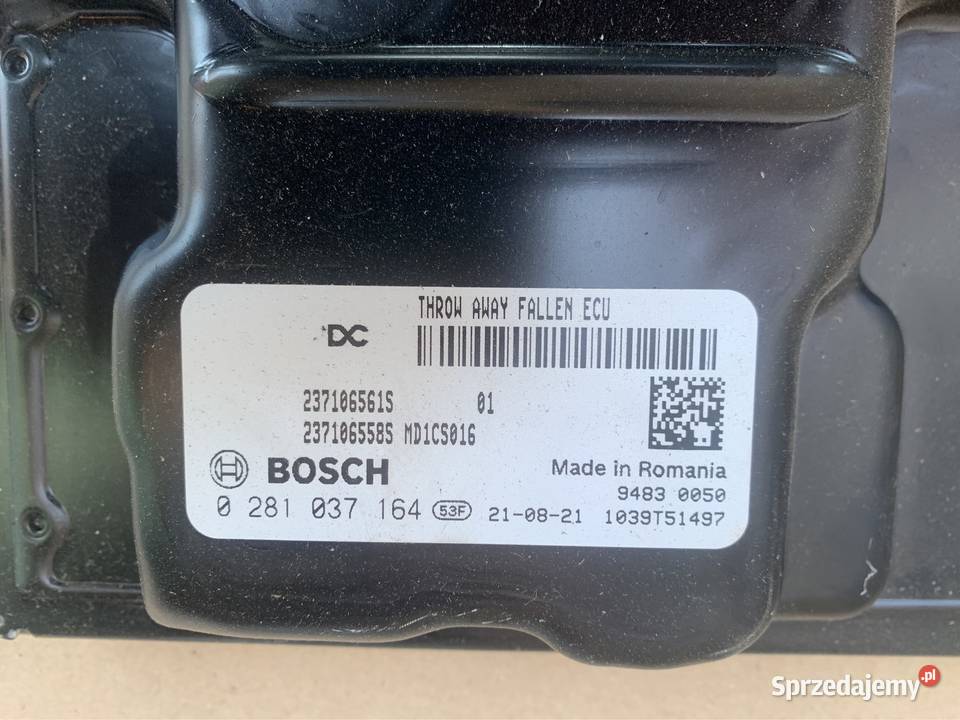 THROW AWAY FALLEN ECU
DC
237106561S 01
237106558S MD1CS016
BOSCH
Made in Romania
9483 0050
0 281 037 164 53F 21-08-21 1039T51497
Sprzedajemy.pl